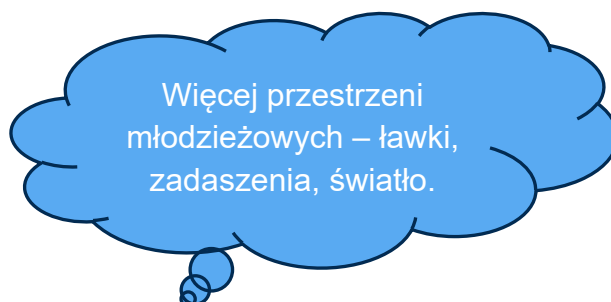 Więcej przestrzeni
młodzieżowych – ławki,
zadaszenia, światło.